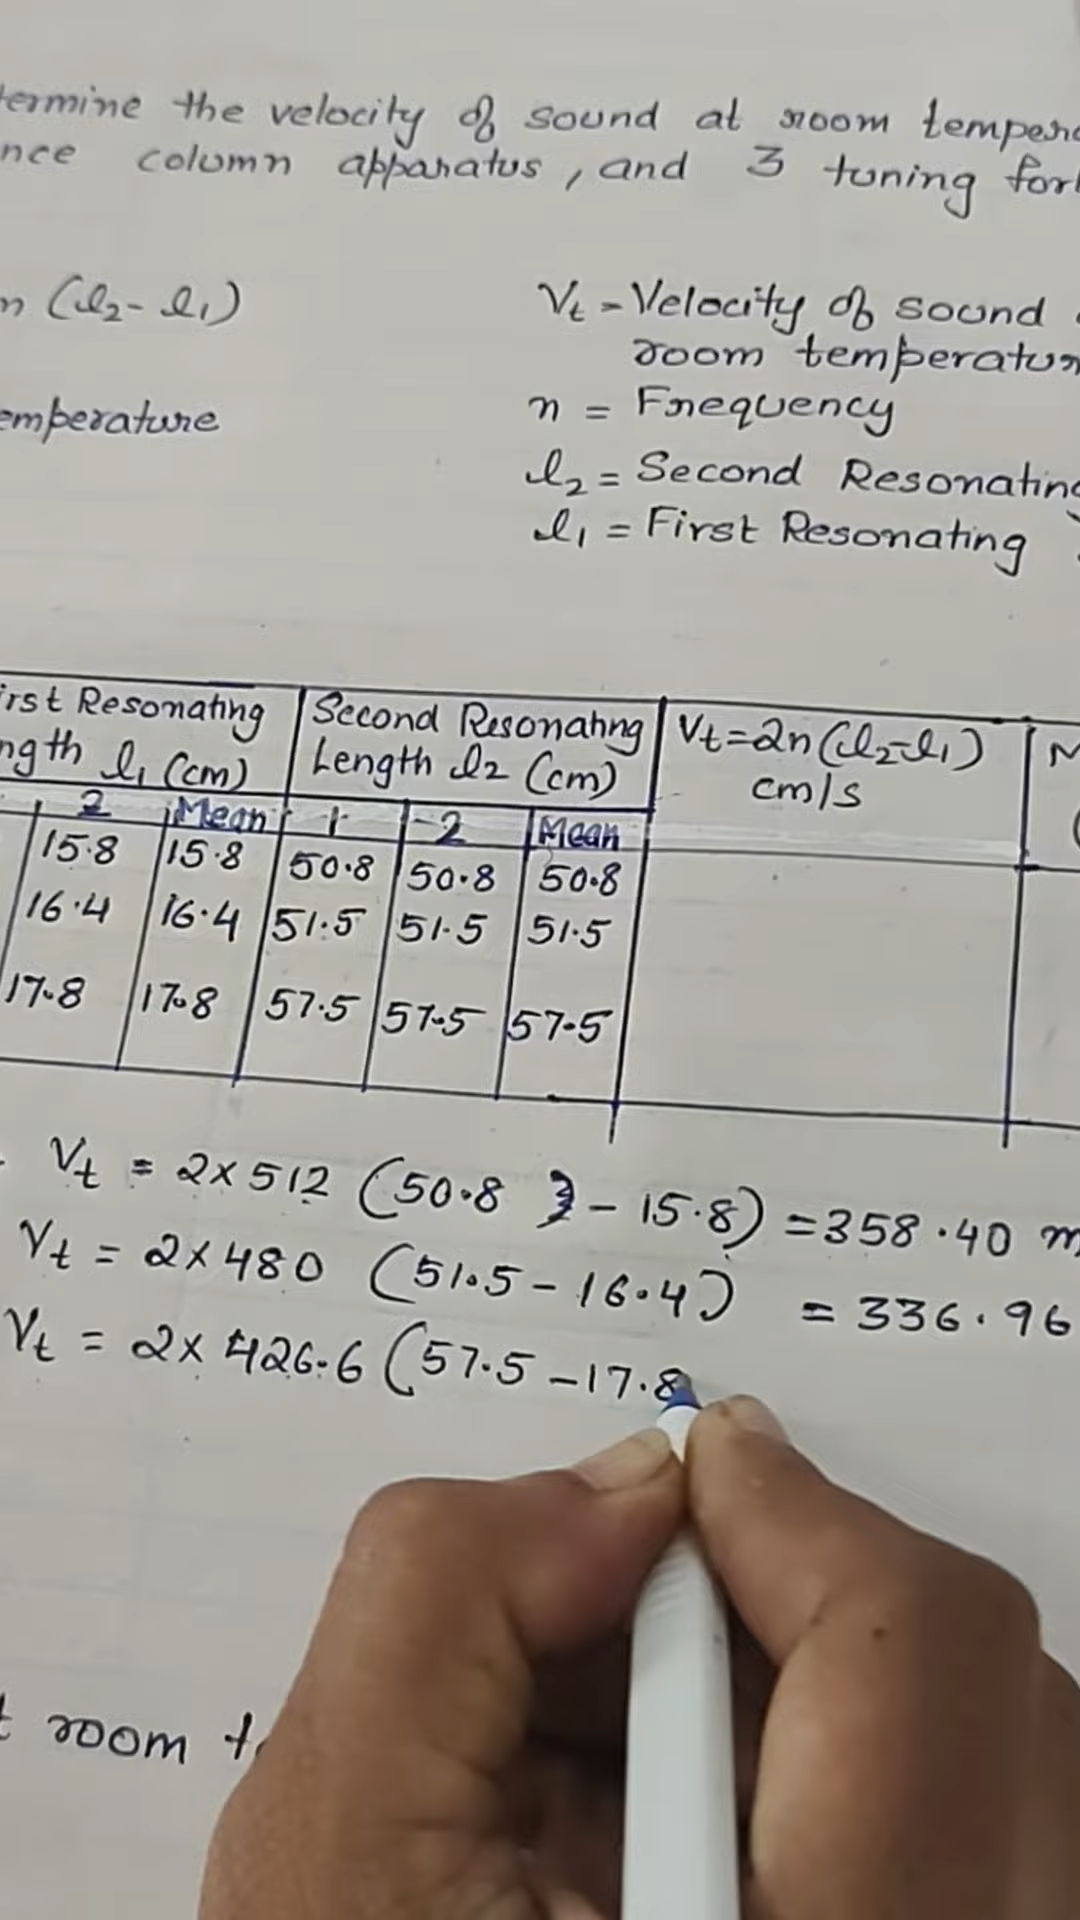 termine the velocity of sound at room tempera
nce column apparatus, and 3 tuning for
n (l₂ - l₁)
emperature
Vt = Velocity of sound
room temperatur
n = Frequency
l₂ = Second Resonating
l₁ = First Resonating
irst Resonating
ngth l₁ (cm)
Second Resonating
Length l₂ (cm)
Vt = 2n (l₂-l₁)
cm/s
M
2 Mean 1 2 Mean
15.8 15.8 50.8 50.8 50.8
16.4 16.4 51.5 51.5 51.5
17.8 17.8 57.5 57.5 57.5
Vt = 2x512 (50.8 - 15.8) = 358.40 m
Vt = 2x480 (51.5 - 16.4) = 336.96
Vt = 2x 426.6 (57.5 - 17.8
t room t